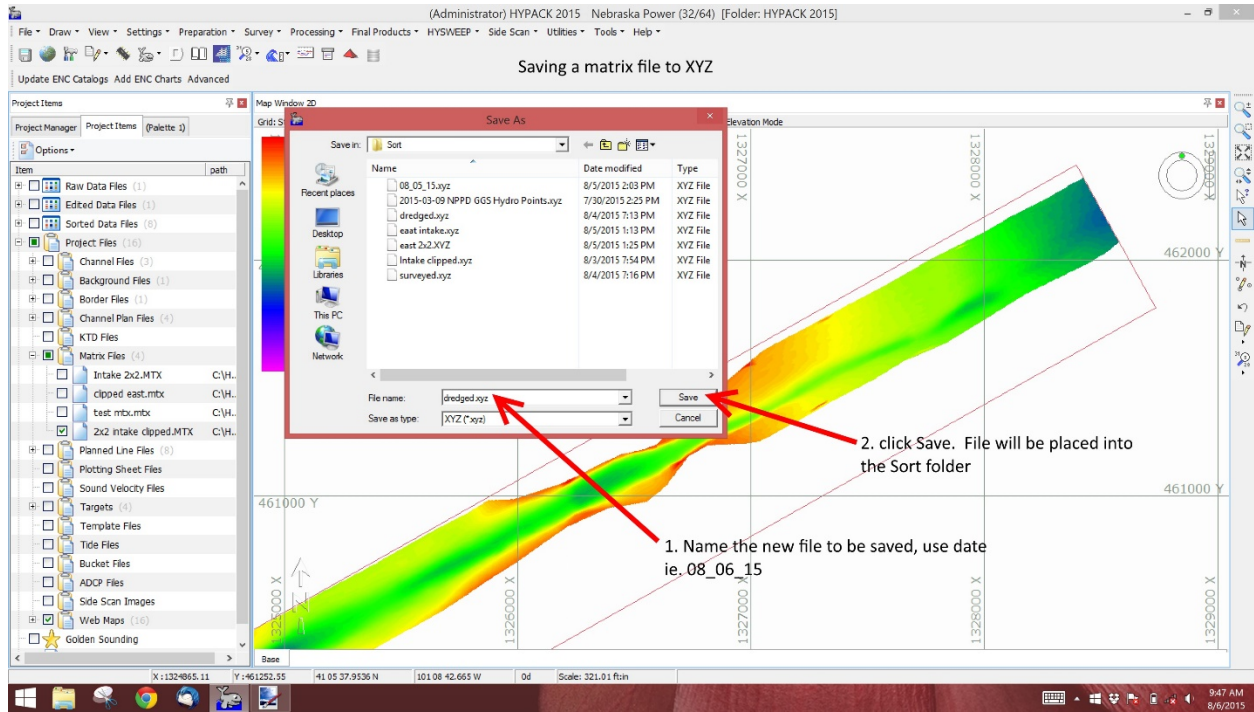 (Administrator) HYPACK 2015 Nebraska Power (32/64) [Folder: HYPACK 2015]
File Draw View Settings Preparation Survey Processing Final Products HYSWEEP Side Scan Utilities Tools Help
Update ENC Catalogs Add ENC Charts Advanced
Saving a matrix file to XYZ
Project Items
Project Manager Project Items (Palette 1)
Options
Item path
Raw Data Files (1)
Edited Data Files (1)
Sorted Data Files (6)
Project Files (16)
Channel Files (3)
Background Files (1)
Border Files (1)
Channel Plan Files (4)
KTD Files
Matrix Files (4)
Intake 2x2.MTX C:\H..
clipped east.mtx C:\H..
test mtx.mtx C:\H..
2x2 intake clipped.MTX C:\H..
Planned Line Files (8)
Plotting Sheet Files
Sound Velocity Files
Targets (4)
Template Files
Tide Files
Bucket Files
ADCP Files
Side Scan Images
Web Maps (16)
Golden Sounding
Map Window 2D
Grid: S
Elevation Mode
Save As
Save in: Sort
Name Date modified Type
08_05_15.xyz 8/5/2015 2:03 PM XYZ File
2015-03-09 NPPD GGS Hydro Points.xyz 7/30/2015 2:25 PM XYZ File
dredged.xyz 8/4/2015 7:13 PM XYZ File
eaat intake.xyz 8/5/2015 1:13 PM XYZ File
east 2x2.XYZ 8/5/2015 1:25 PM XYZ File
Intake clipped.xyz 8/3/2015 7:54 PM XYZ File
surveyed.xyz 8/4/2015 7:16 PM XYZ File
Recent places
Desktop
Libraries
This PC
Network
File name: dredged.xyz Save
Save as type: XYZ (*.xyz) Cancel
1327000 X
1328000 X
1329000 X
462000 Y
2. click Save. File will be placed into
the Sort folder
461000 Y
461000 Y
1. Name the new file to be saved, use date
ie. 08_06_15
1325000 X
1326000 X
1327000 X
1328000 X
1329000 X
Base
X :1324865.11 Y :461252.55 41 05 37.9536 N 101 08 42.665 W 0d Scale: 321.01 ft:in
9:47 AM
8/6/2015